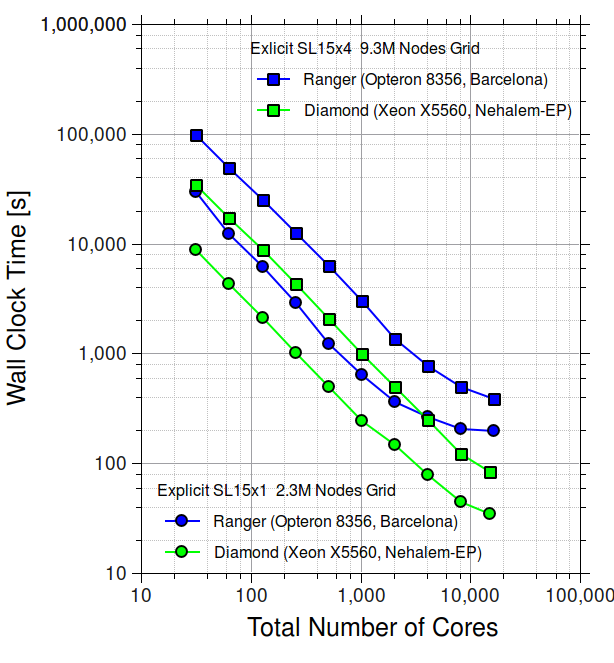 1,000,000
Exlicit SL15x4 9.3M Nodes Grid
Ranger (Opteron 8356, Barcelona)
Diamond (Xeon X5560, Nehalem-EP)
100,000
10,000
Wall Clock Time [s]
1,000
100
Explicit SL15x1 2.3M Nodes Grid
Ranger (Opteron 8356, Barcelona)
Diamond (Xeon X5560, Nehalem-EP)
10
10 100 1,000 10,000 100,000
Total Number of Cores